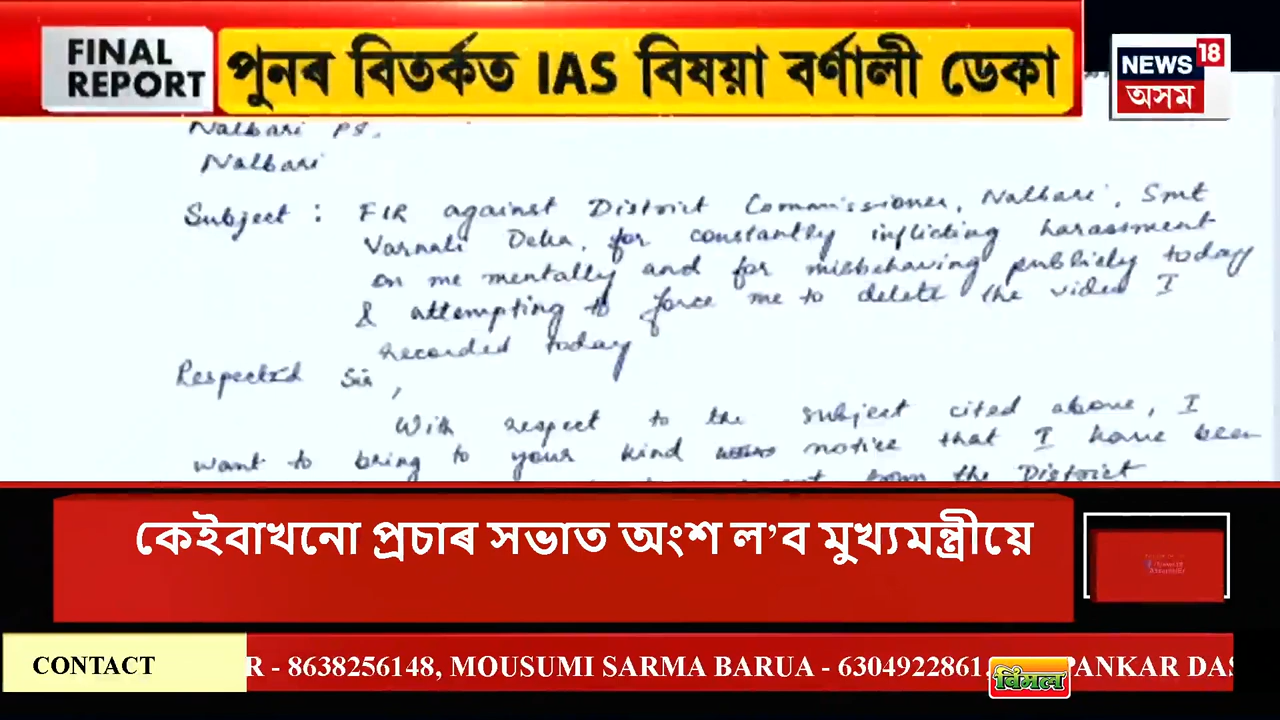 FINAL
REPORT
পুনৰ বিতৰ্কত IAS বিষয়া বৰ্ণালী ডেকা
NEWS 18
অসম
Nalbari PS,
Nalbari
Subject : FIR against District Commissioner, Nalbari, Smt
Varnali Deka, for constantly inflicting harassment
on me mentally and for misbehaving publicly today
& attempting to force me to delete the video I
recorded today
Respected Sir,
With respect to the subject cited above, I
want to bring to your kind notice that I have been
from the District
কেইবাখনো প্ৰচাৰ সভাত অংশ ল’ব মুখ্যমন্ত্ৰীয়ে
CONTACT
R - 8638256148, MOUSUMI SARMA BARUA - 6304922861, PANKAR DAS
विमल